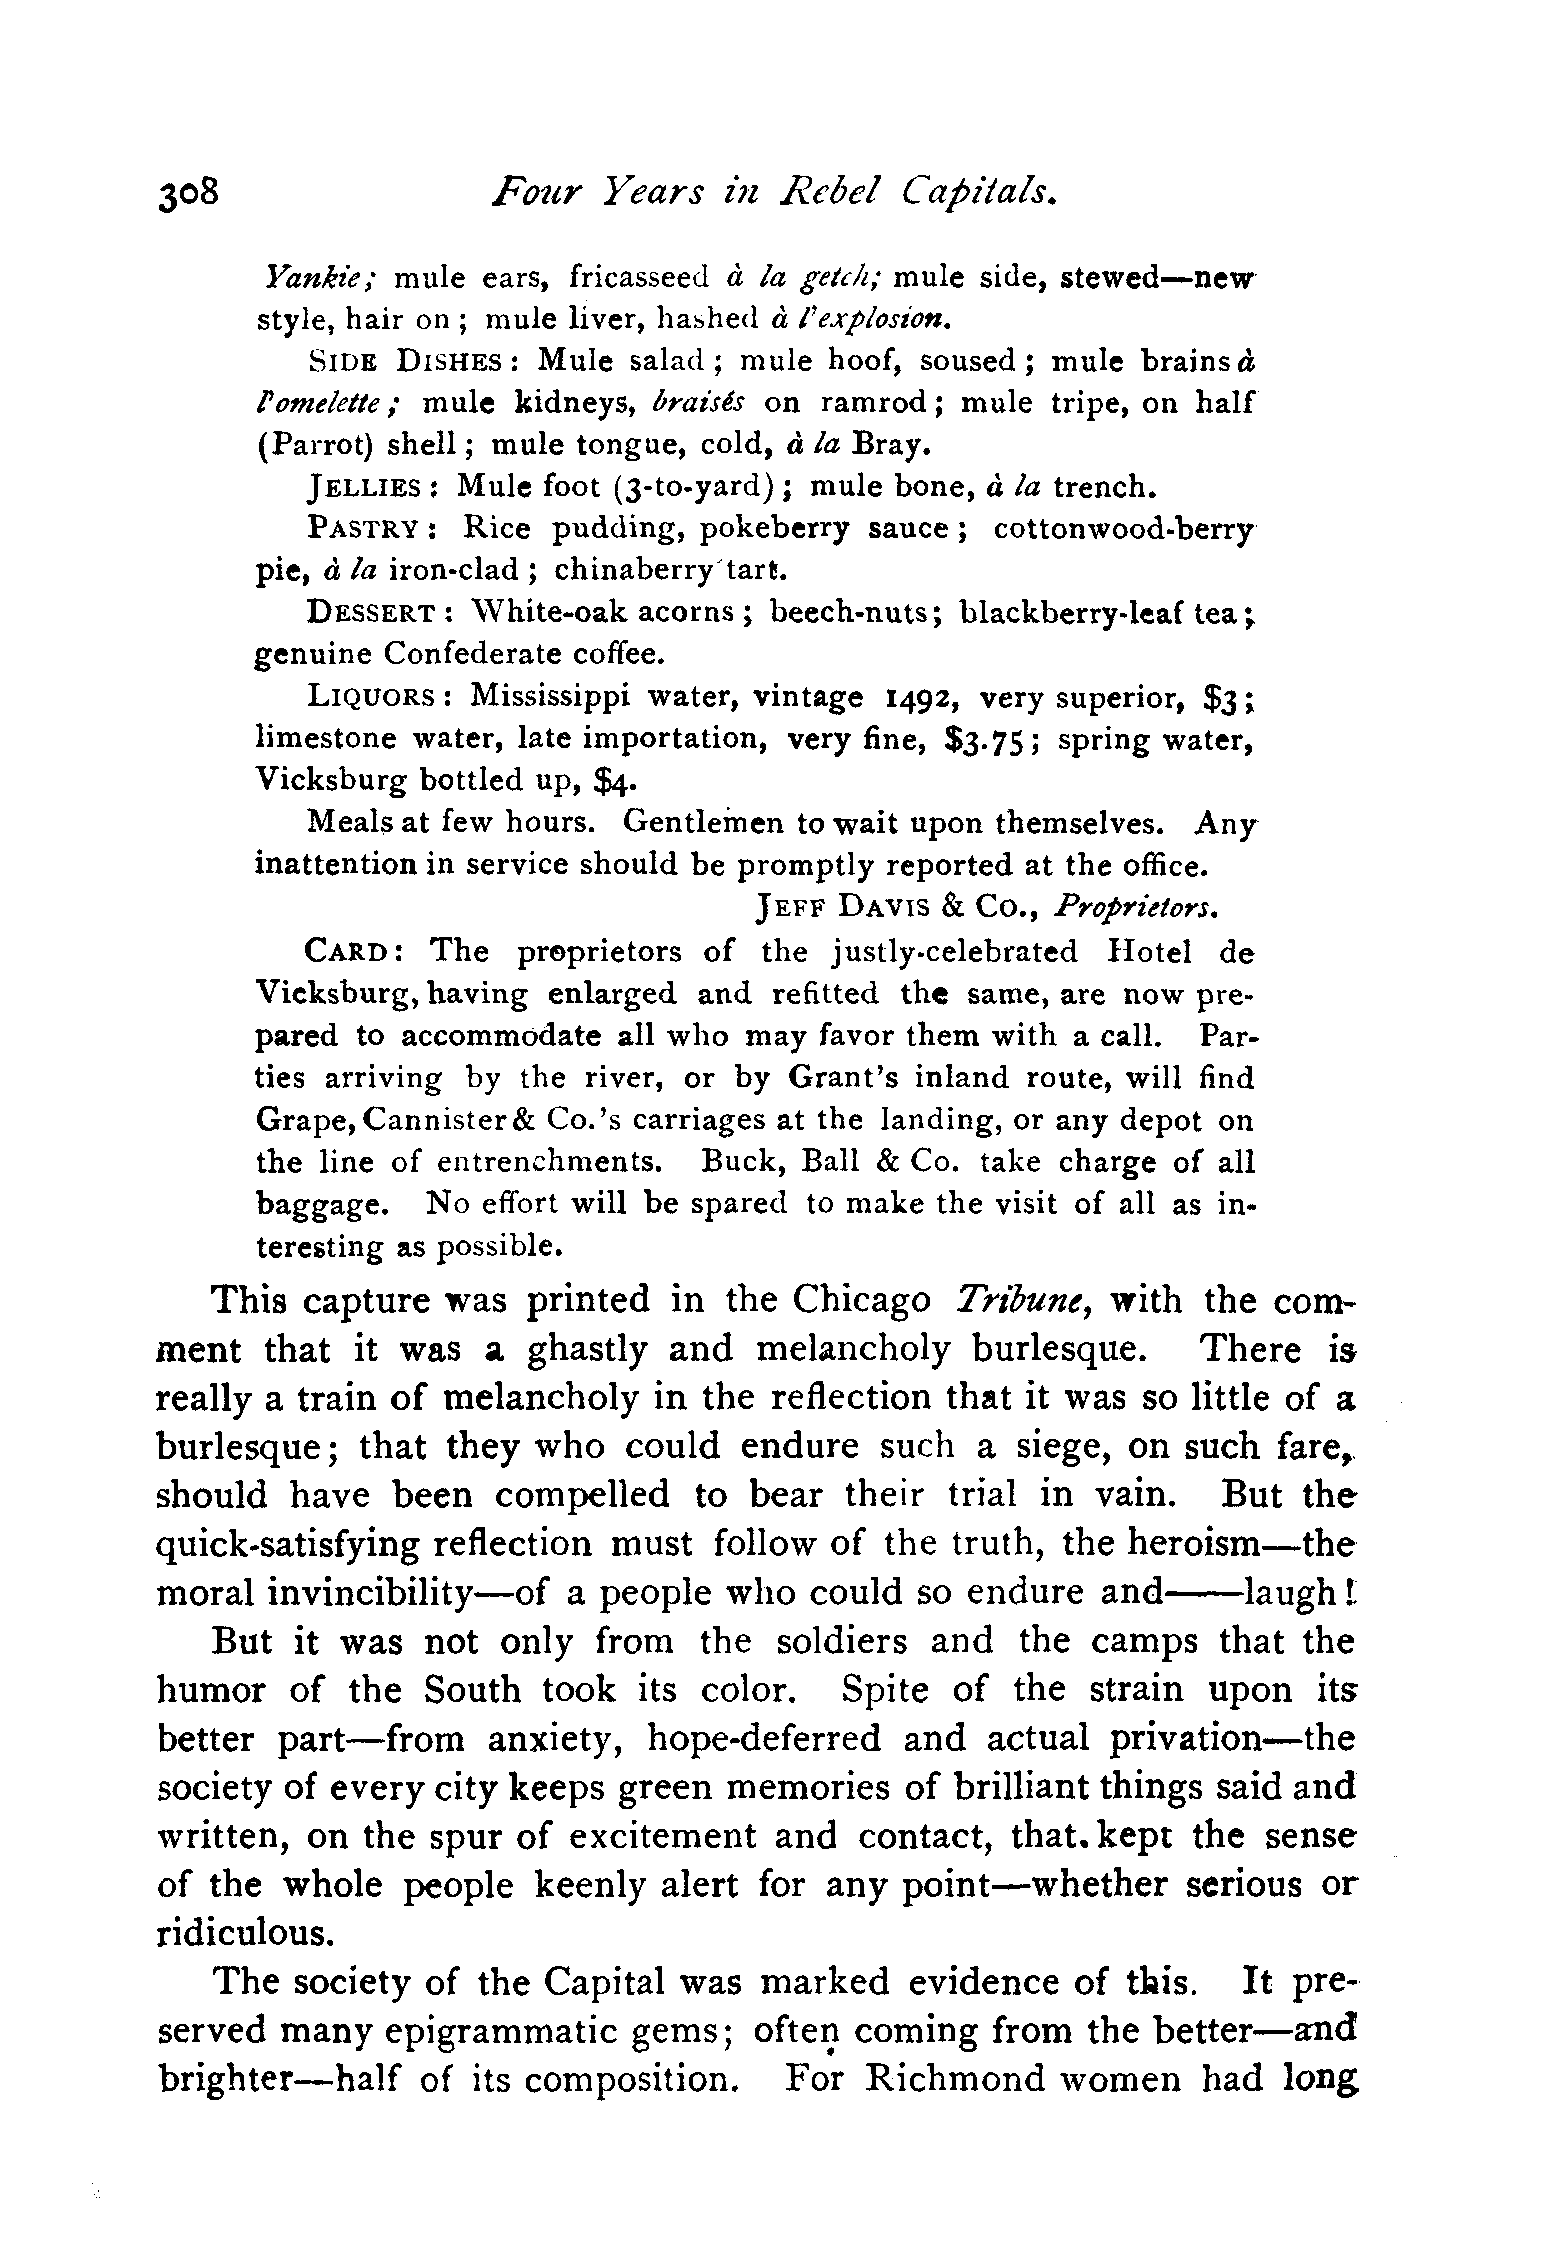 308 Four Years in Rebel Capitals.
Yankie; mule ears, fricasseed à la getch; mule side, stewed—new
style, hair on ; mule liver, hashed à l'explosion.
SIDE DISHES : Mule salad ; mule hoof, soused ; mule brains à
l'omelette ; mule kidneys, braisés on ramrod ; mule tripe, on half
(Parrot) shell ; mule tongue, cold, à la Bray.
JELLIES : Mule foot (3-to-yard) ; mule bone, à la trench.
PASTRY : Rice pudding, pokeberry sauce ; cottonwood-berry
pie, à la iron-clad ; chinaberry tart.
DESSERT : White-oak acorns ; beech-nuts ; blackberry-leaf tea ;
genuine Confederate coffee.
LIQUORS : Mississippi water, vintage 1492, very superior, $3 ;
limestone water, late importation, very fine, $3.75 ; spring water,
Vicksburg bottled up, $4.
Meals at few hours. Gentlemen to wait upon themselves. Any
inattention in service should be promptly reported at the office.
JEFF DAVIS & CO., Proprietors.
CARD : The proprietors of the justly-celebrated Hotel de
Vicksburg, having enlarged and refitted the same, are now pre-
pared to accommodate all who may favor them with a call. Par-
ties arriving by the river, or by Grant's inland route, will find
Grape, Cannister & Co.'s carriages at the landing, or any depot on
the line of entrenchments. Buck, Ball & Co. take charge of all
baggage. No effort will be spared to make the visit of all as in-
teresting as possible.
This capture was printed in the Chicago Tribune, with the com-
ment that it was a ghastly and melancholy burlesque. There is
really a train of melancholy in the reflection that it was so little of a
burlesque ; that they who could endure such a siege, on such fare,
should have been compelled to bear their trial in vain. But the
quick-satisfying reflection must follow of the truth, the heroism—the
moral invincibility—of a people who could so endure and——laugh !
But it was not only from the soldiers and the camps that the
humor of the South took its color. Spite of the strain upon its
better part—from anxiety, hope-deferred and actual privation—the
society of every city keeps green memories of brilliant things said and
written, on the spur of excitement and contact, that kept the sense
of the whole people keenly alert for any point—whether serious or
ridiculous.
The society of the Capital was marked evidence of this. It pre-
served many epigrammatic gems ; often coming from the better—and
brighter—half of its composition. For Richmond women had long